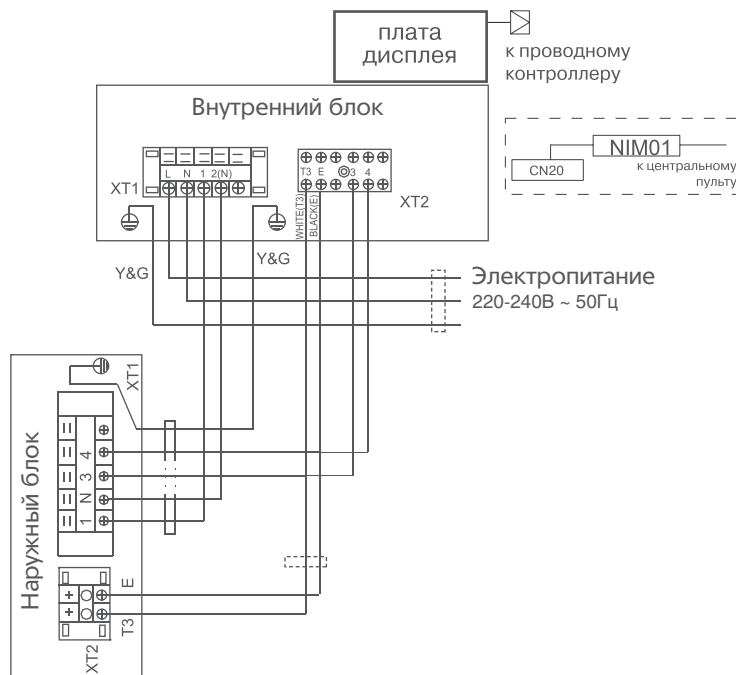 плата
дисплея
к проводному
контроллеру
Внутренний блок
NIM01
CN20
к центральному
пульту
XT1
L N 1 2(N)
T3 E 3 4
XT2
WHITE(T3)
BLACK(E)
Y&G
Y&G
Электропитание
220-240В ~ 50Гц
Наружный блок
XT1
4
3
N
1
E
T3
XT2